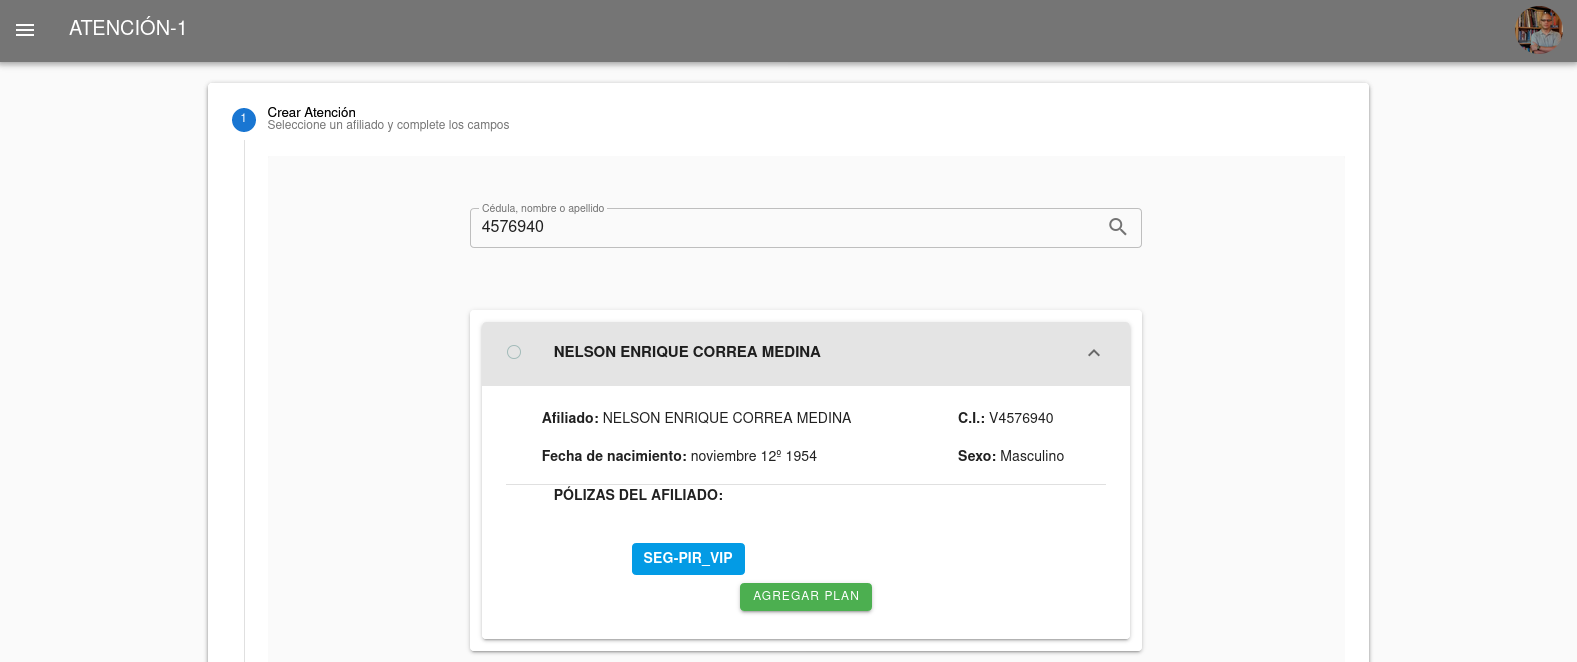 ATENCIÓN-1
1
Crear Atención
Seleccione un afiliado y complete los campos
Cédula, nombre o apellido
4576940
NELSON ENRIQUE CORREA MEDINA
Afiliado: NELSON ENRIQUE CORREA MEDINA C.I.: V4576940
Fecha de nacimiento: noviembre 12º 1954 Sexo: Masculino
PÓLIZAS DEL AFILIADO:
SEG-PIR_VIP
AGREGAR PLAN